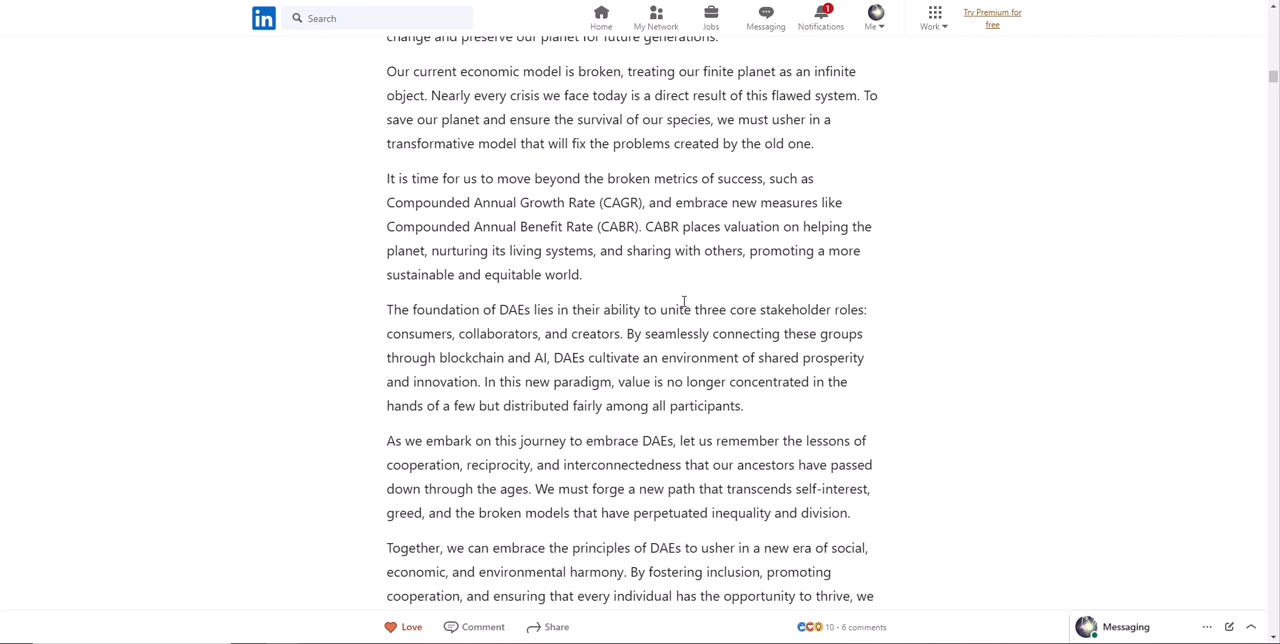 in
Search
Home
My Network
Jobs
Messaging
1
Notifications
Me
Work
Try Premium for
free
change and preserve our planet for future generations.
Our current economic model is broken, treating our finite planet as an infinite
object. Nearly every crisis we face today is a direct result of this flawed system. To
save our planet and ensure the survival of our species, we must usher in a
transformative model that will fix the problems created by the old one.
It is time for us to move beyond the broken metrics of success, such as
Compounded Annual Growth Rate (CAGR), and embrace new measures like
Compounded Annual Benefit Rate (CABR). CABR places valuation on helping the
planet, nurturing its living systems, and sharing with others, promoting a more
sustainable and equitable world.
The foundation of DAEs lies in their ability to unite three core stakeholder roles:
consumers, collaborators, and creators. By seamlessly connecting these groups
through blockchain and AI, DAEs cultivate an environment of shared prosperity
and innovation. In this new paradigm, value is no longer concentrated in the
hands of a few but distributed fairly among all participants.
As we embark on this journey to embrace DAEs, let us remember the lessons of
cooperation, reciprocity, and interconnectedness that our ancestors have passed
down through the ages. We must forge a new path that transcends self-interest,
greed, and the broken models that have perpetuated inequality and division.
Together, we can embrace the principles of DAEs to usher in a new era of social,
economic, and environmental harmony. By fostering inclusion, promoting
cooperation, and ensuring that every individual has the opportunity to thrive, we
Love
Comment
Share
10 · 6 comments
Messaging